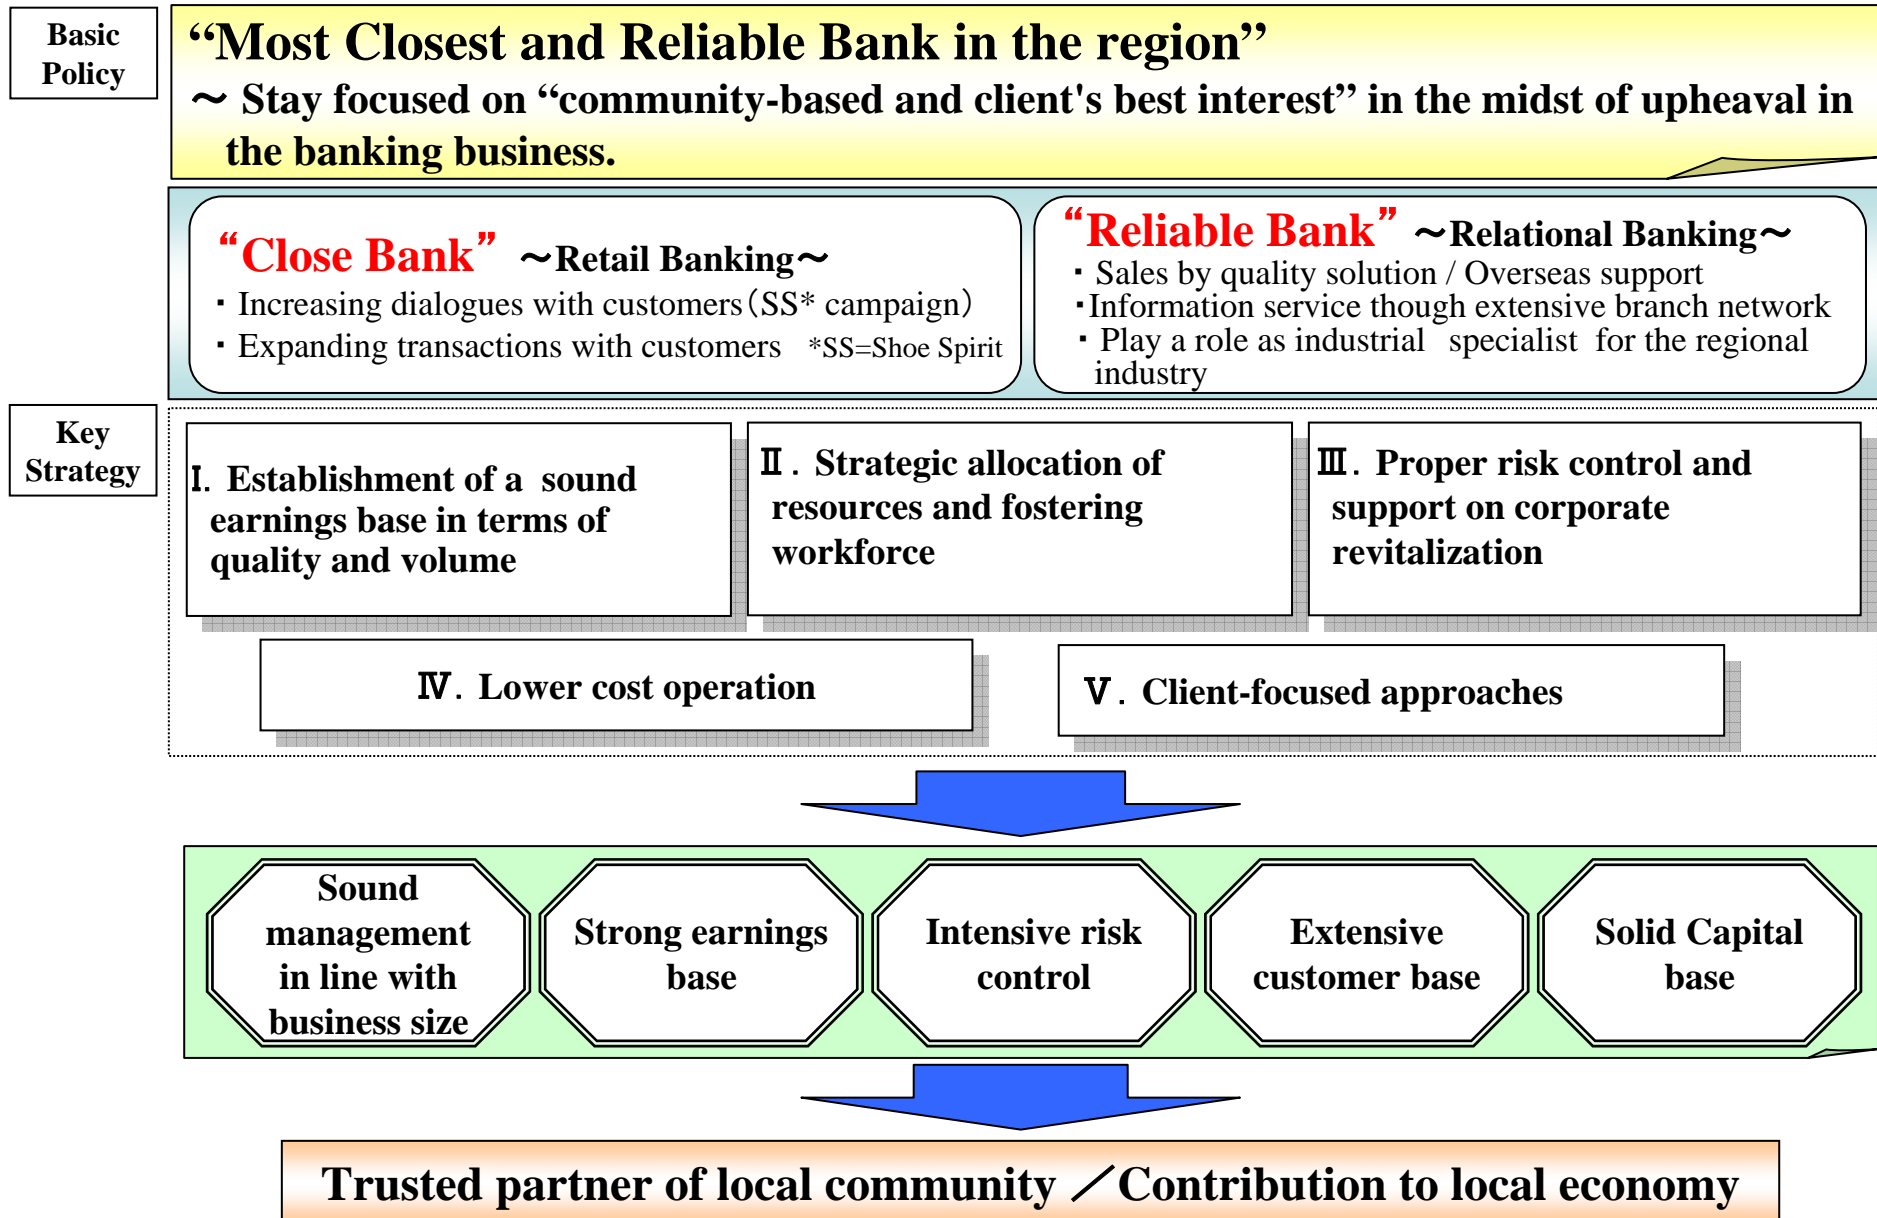 Basic
Policy
“Most Closest and Reliable Bank in the region”
～ Stay focused on “community-based and client's best interest” in the midst of upheaval in
the banking business.
“Close Bank” ～Retail Banking～
・Increasing dialogues with customers（SS* campaign）
・Expanding transactions with customers *SS=Shoe Spirit
“Reliable Bank” ～Relational Banking～
・Sales by quality solution / Overseas support
・Information service though extensive branch network
・Play a role as industrial specialist for the regional
industry
Key
Strategy
Ⅰ. Establishment of a sound
earnings base in terms of
quality and volume
Ⅱ. Strategic allocation of
resources and fostering
workforce
Ⅲ. Proper risk control and
support on corporate
revitalization
Ⅳ. Lower cost operation
Ⅴ. Client-focused approaches
Sound
management
in line with
business size
Strong earnings
base
Intensive risk
control
Extensive
customer base
Solid Capital
base
Trusted partner of local community ／Contribution to local economy